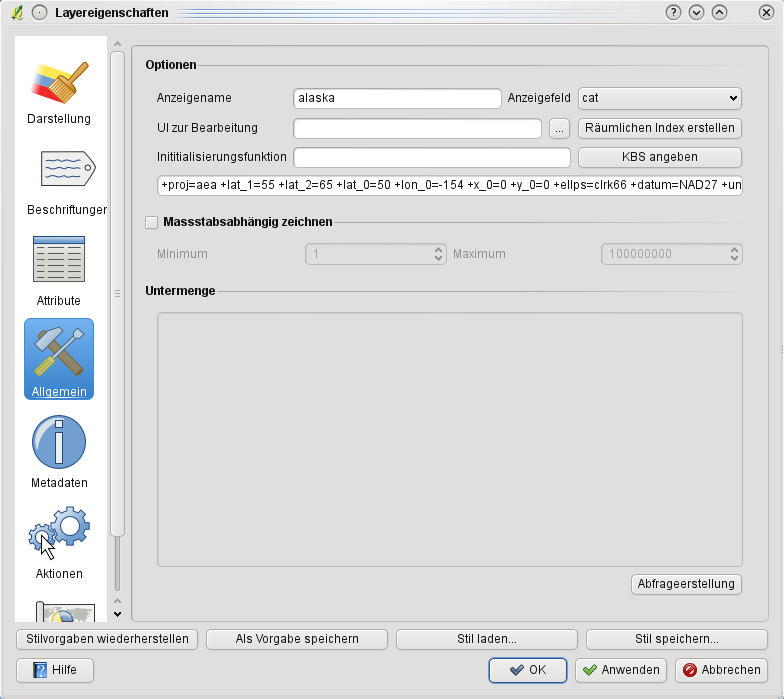 Layereigenschaften
Darstellung
Beschriftunger
Attribute
Allgemein
Metadaten
Aktionen
Optionen
Anzeigename alaska Anzeigefeld cat
UI zur Bearbeitung ... Räumlichen Index erstellen
Inititialisierungsfunktion KBS angeben
+proj=aea +lat_1=55 +lat_2=65 +lat_0=50 +lon_0=-154 +x_0=0 +y_0=0 +ellps=clrk66 +datum=NAD27 +un
Massstabsabhängig zeichnen
Minimum 1 Maximum 100000000
Untermenge
Abfrageerstellung
Stilvorgaben wiederherstellen Als Vorgabe speichern Stil laden... Stil speichern...
Hilfe OK Anwenden Abbrechen